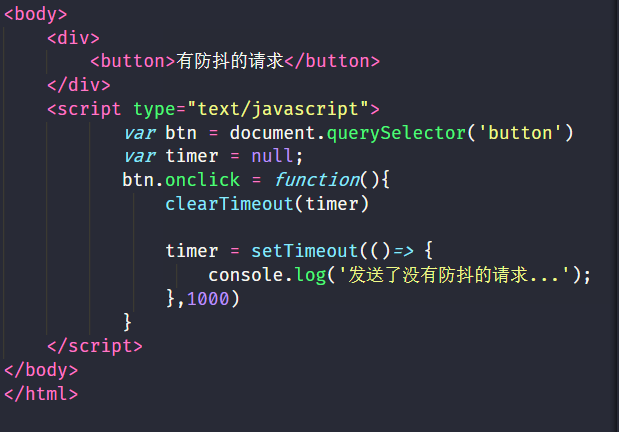 <body>
    <div>
        <button>有防抖的请求</button>
    </div>
    <script type="text/javascript">
           var btn = document.querySelector('button')
           var timer = null;
           btn.onclick = function(){
               clearTimeout(timer)

               timer = setTimeout(()=> {
                   console.log('发送了没有防抖的请求...');
               },1000)
           }
    </script>
</body>
</html>